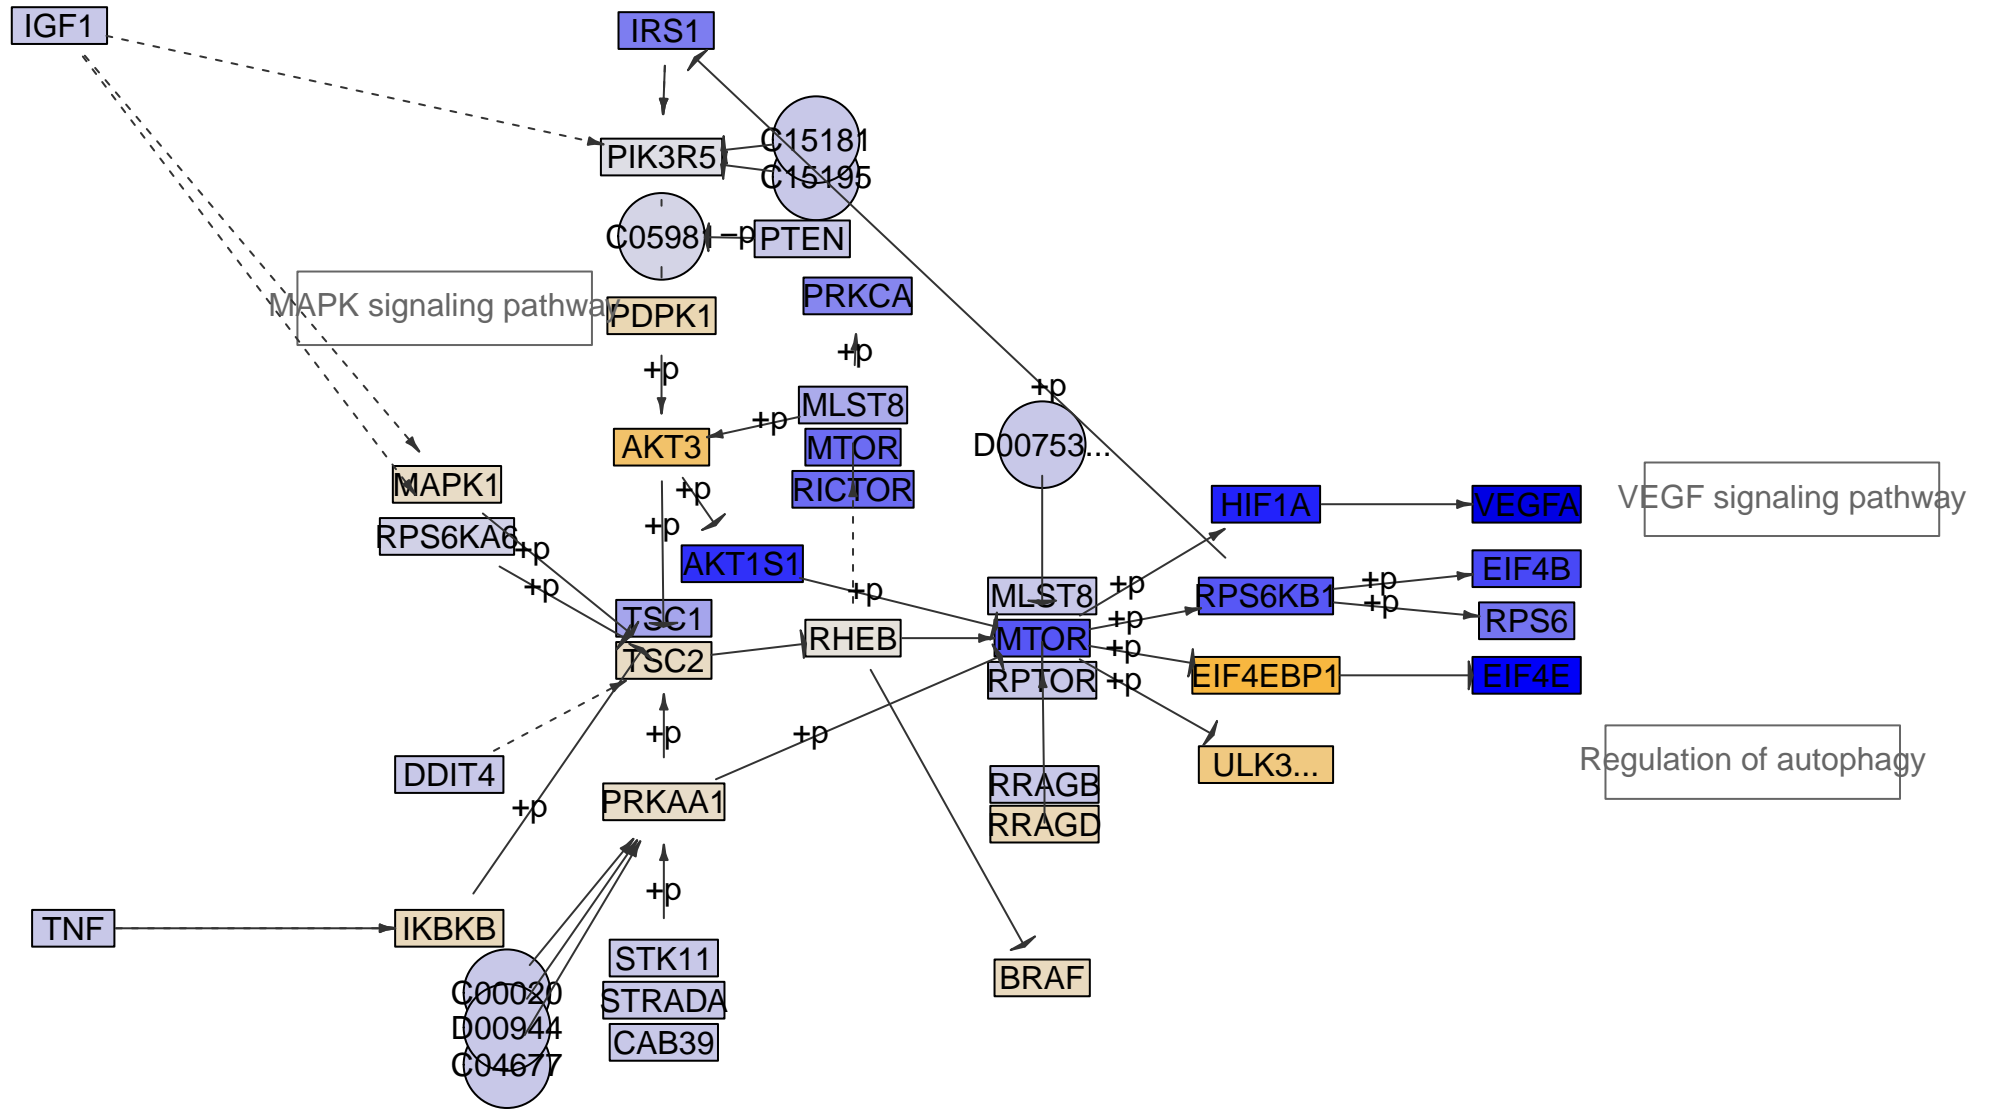 IGF1
IRS1
C15181
PIK3R5
C15195
C0598
–p
PTEN
PRKCA
MAPK signaling pathway
PDPK1
+p
+p
+p
MLST8
+p
AKT3
MTOR
D00753...
MAPK1
+p
RICTOR
VEGF signaling pathway
HIF1A
VEGFA
+p
RPS6KA6
+p
AKT1S1
EIF4B
+p
+p
+p
+p
MLST8
RPS6KB1
+p
TSC1
+p
RPS6
RHEB
MTOR
+p
TSC2
RPTOR
+p
EIF4EBP1
EIF4E
+p
+p
Regulation of autophagy
ULK3...
DDIT4
RRAGB
PRKAA1
+p
RRAGD
+p
TNF
IKBKB
STK11
BRAF
C00020
STRADA
D00944
CAB39
C04677